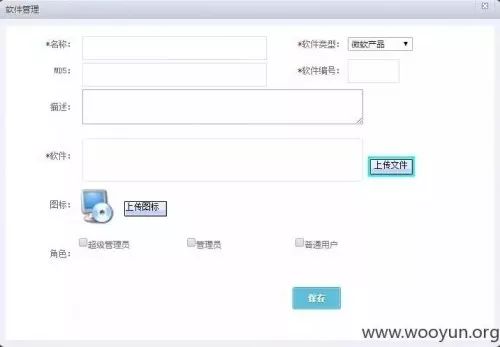 软件管理
*名称:
*软件类型: 微软产品
MD5:
*软件编号:
描述:
*软件:
上传文件
图标:
上传图标
角色:
超级管理员 管理员 普通用户
保存
www.wooyun.org